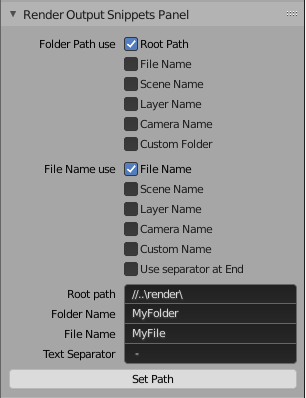 Render Output Snippets Panel
Folder Path use Root Path
File Name
Scene Name
Layer Name
Camera Name
Custom Folder
File Name use File Name
Scene Name
Layer Name
Camera Name
Custom Name
Use separator at End
Root path //..\render\
Folder Name MyFolder
File Name MyFile
Text Separator -
Set Path